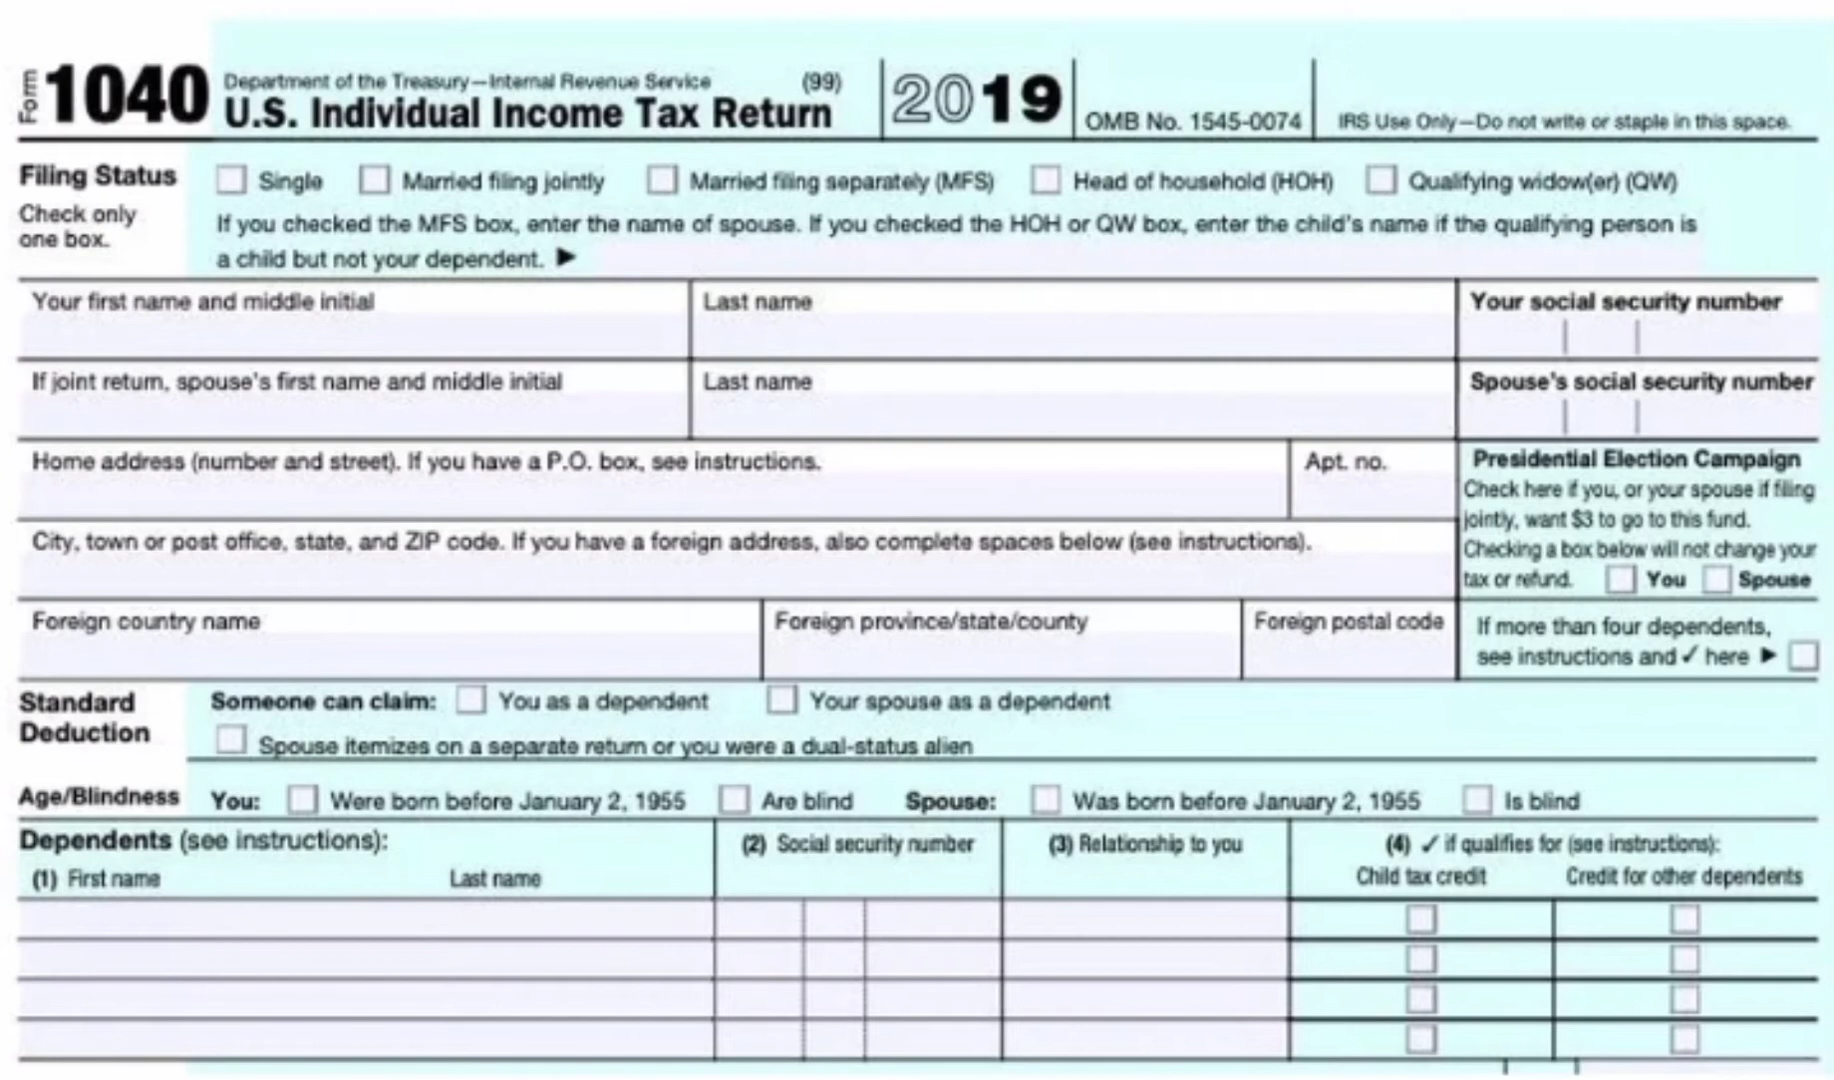 Form 1040 Department of the Treasury—Internal Revenue Service (99) U.S. Individual Income Tax Return 2019 OMB No. 1545-0074 IRS Use Only—Do not write or staple in this space.
Filing Status
Check only
one box.
Single Married filing jointly Married filing separately (MFS) Head of household (HOH) Qualifying widow(er) (QW)
If you checked the MFS box, enter the name of spouse. If you checked the HOH or QW box, enter the child's name if the qualifying person is
a child but not your dependent. ▶
Your first name and middle initial Last name Your social security number
If joint return, spouse's first name and middle initial Last name Spouse's social security number
Home address (number and street). If you have a P.O. box, see instructions. Apt. no.
Presidential Election Campaign
Check here if you, or your spouse if filing
jointly, want $3 to go to this fund.
Checking a box below will not change your
tax or refund. You Spouse
City, town or post office, state, and ZIP code. If you have a foreign address, also complete spaces below (see instructions).
Foreign country name Foreign province/state/county Foreign postal code
If more than four dependents,
see instructions and ✓ here ▶
Standard
Deduction
Someone can claim: You as a dependent Your spouse as a dependent
Spouse itemizes on a separate return or you were a dual-status alien
Age/Blindness You: Were born before January 2, 1955 Are blind Spouse: Was born before January 2, 1955 Is blind
Dependents (see instructions): (2) Social security number (3) Relationship to you (4) ✓ if qualifies for (see instructions):
(1) First name Last name Child tax credit Credit for other dependents